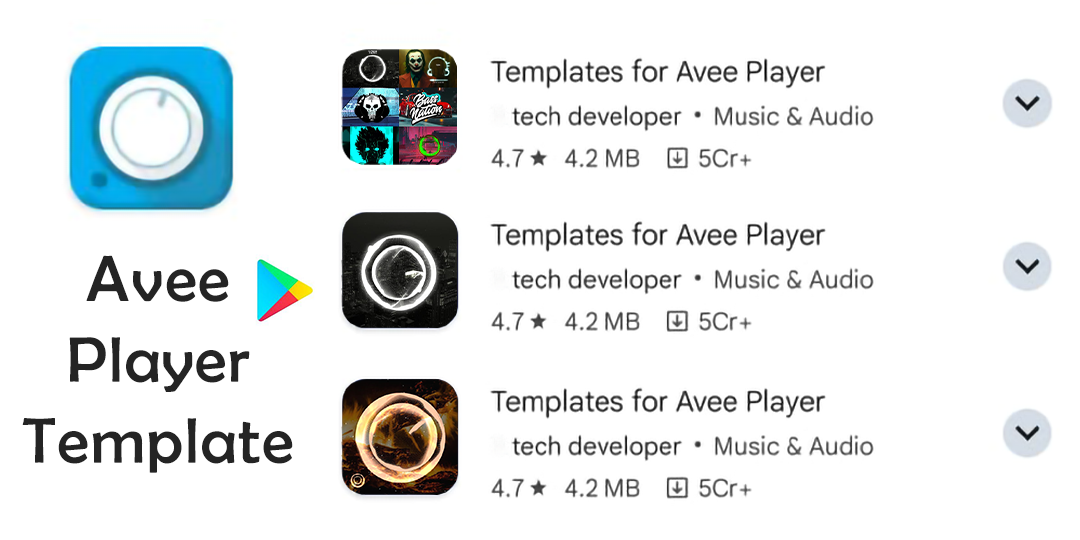 Avee
Player
Template
Bass
Nation
Templates for Avee Player
tech developer • Music & Audio
4.7 ★ 4.2 MB 5Cr+
Templates for Avee Player
tech developer • Music & Audio
4.7 ★ 4.2 MB 5Cr+
Templates for Avee Player
tech developer • Music & Audio
4.7 ★ 4.2 MB 5Cr+